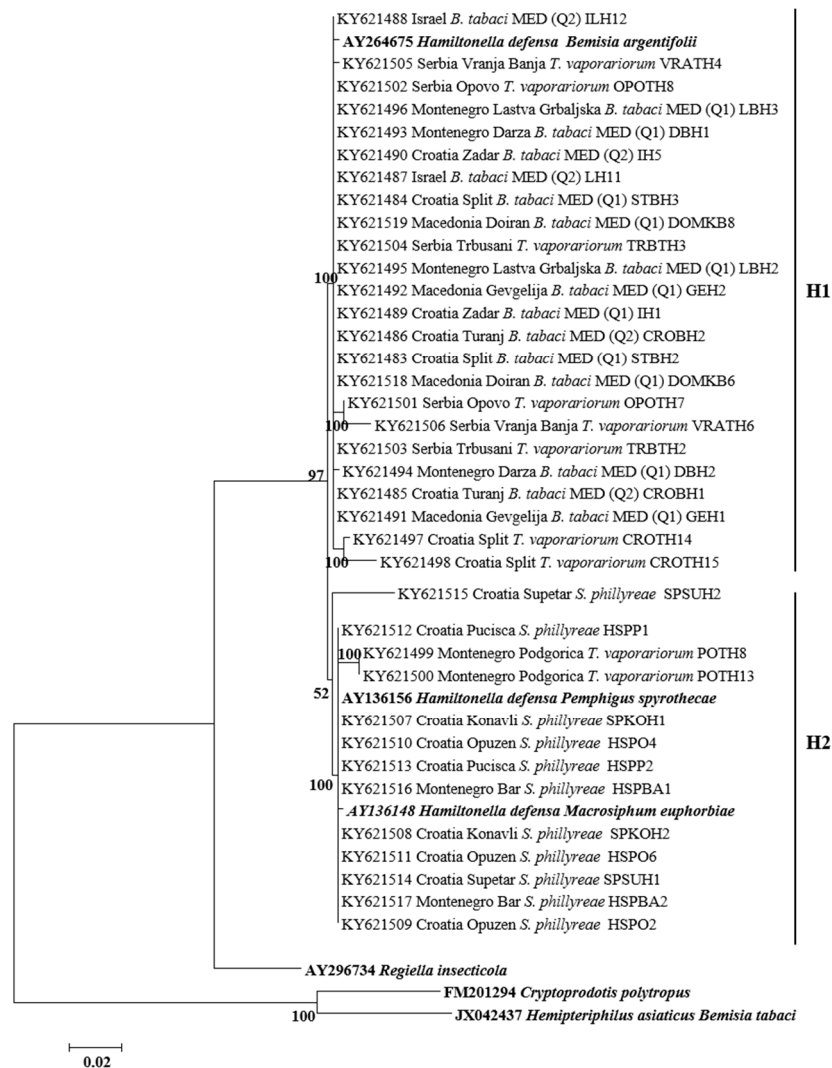 KY621488 Israel B. tabaci MED (Q2) ILH12
AY264675 Hamiltonella defensa Bemisia argentifolii
KY621505 Serbia Vranja Banja T. vaporariorum VRATH4
KY621502 Serbia Opovo T. vaporariorum OPOTH8
KY621496 Montenegro Lastva Grbaljska B. tabaci MED (Q1) LBH3
KY621493 Montenegro Darza B. tabaci MED (Q1) DBH1
KY621490 Croatia Zadar B. tabaci MED (Q2) IH5
KY621487 Israel B. tabaci MED (Q2) LH11
KY621484 Croatia Split B. tabaci MED (Q1) STBH3
KY621519 Macedonia Doiran B. tabaci MED (Q1) DOMKB8
KY621504 Serbia Trbusani T. vaporariorum TRBTH3
KY621495 Montenegro Lastva Grbaljska B. tabaci MED (Q1) LBH2
100
KY621492 Macedonia Gevgelija B. tabaci MED (Q1) GEH2
H1
KY621489 Croatia Zadar B. tabaci MED (Q1) IH1
KY621486 Croatia Turanj B. tabaci MED (Q2) CROBH2
KY621483 Croatia Split B. tabaci MED (Q1) STBH2
KY621518 Macedonia Doiran B. tabaci MED (Q1) DOMKB6
KY621501 Serbia Opovo T. vaporariorum OPOTH7
100
KY621506 Serbia Vranja Banja T. vaporariorum VRATH6
KY621503 Serbia Trbusani T. vaporariorum TRBTH2
97
KY621494 Montenegro Darza B. tabaci MED (Q1) DBH2
KY621485 Croatia Turanj B. tabaci MED (Q2) CROBH1
KY621491 Macedonia Gevgelija B. tabaci MED (Q1) GEH1
KY621497 Croatia Split T. vaporariorum CROTH14
100
KY621498 Croatia Split T. vaporariorum CROTH15
KY621515 Croatia Supetar S. phillyreae SPSUH2
KY621512 Croatia Pucisca S. phillyreae HSPP1
100
KY621499 Montenegro Podgorica T. vaporariorum POTH8
KY621500 Montenegro Podgorica T. vaporariorum POTH13
52
AY136156 Hamiltonella defensa Pemphigus spyrothecae
KY621507 Croatia Konavli S. phillyreae SPKOH1
KY621510 Croatia Opuzen S. phillyreae HSPO4
H2
KY621513 Croatia Pucisca S. phillyreae HSPP2
100
KY621516 Montenegro Bar S. phillyreae HSPBA1
AY136148 Hamiltonella defensa Macrosiphum euphorbiae
KY621508 Croatia Konavli S. phillyreae SPKOH2
KY621511 Croatia Opuzen S. phillyreae HSPO6
KY621514 Croatia Supetar S. phillyreae SPSUH1
KY621517 Montenegro Bar S. phillyreae HSPBA2
KY621509 Croatia Opuzen S. phillyreae HSPO2
AY296734 Regiella insecticola
FM201294 Cryptoprodotis polytropus
100
JX042437 Hemipteriphilus asiaticus Bemisia tabaci
0.02